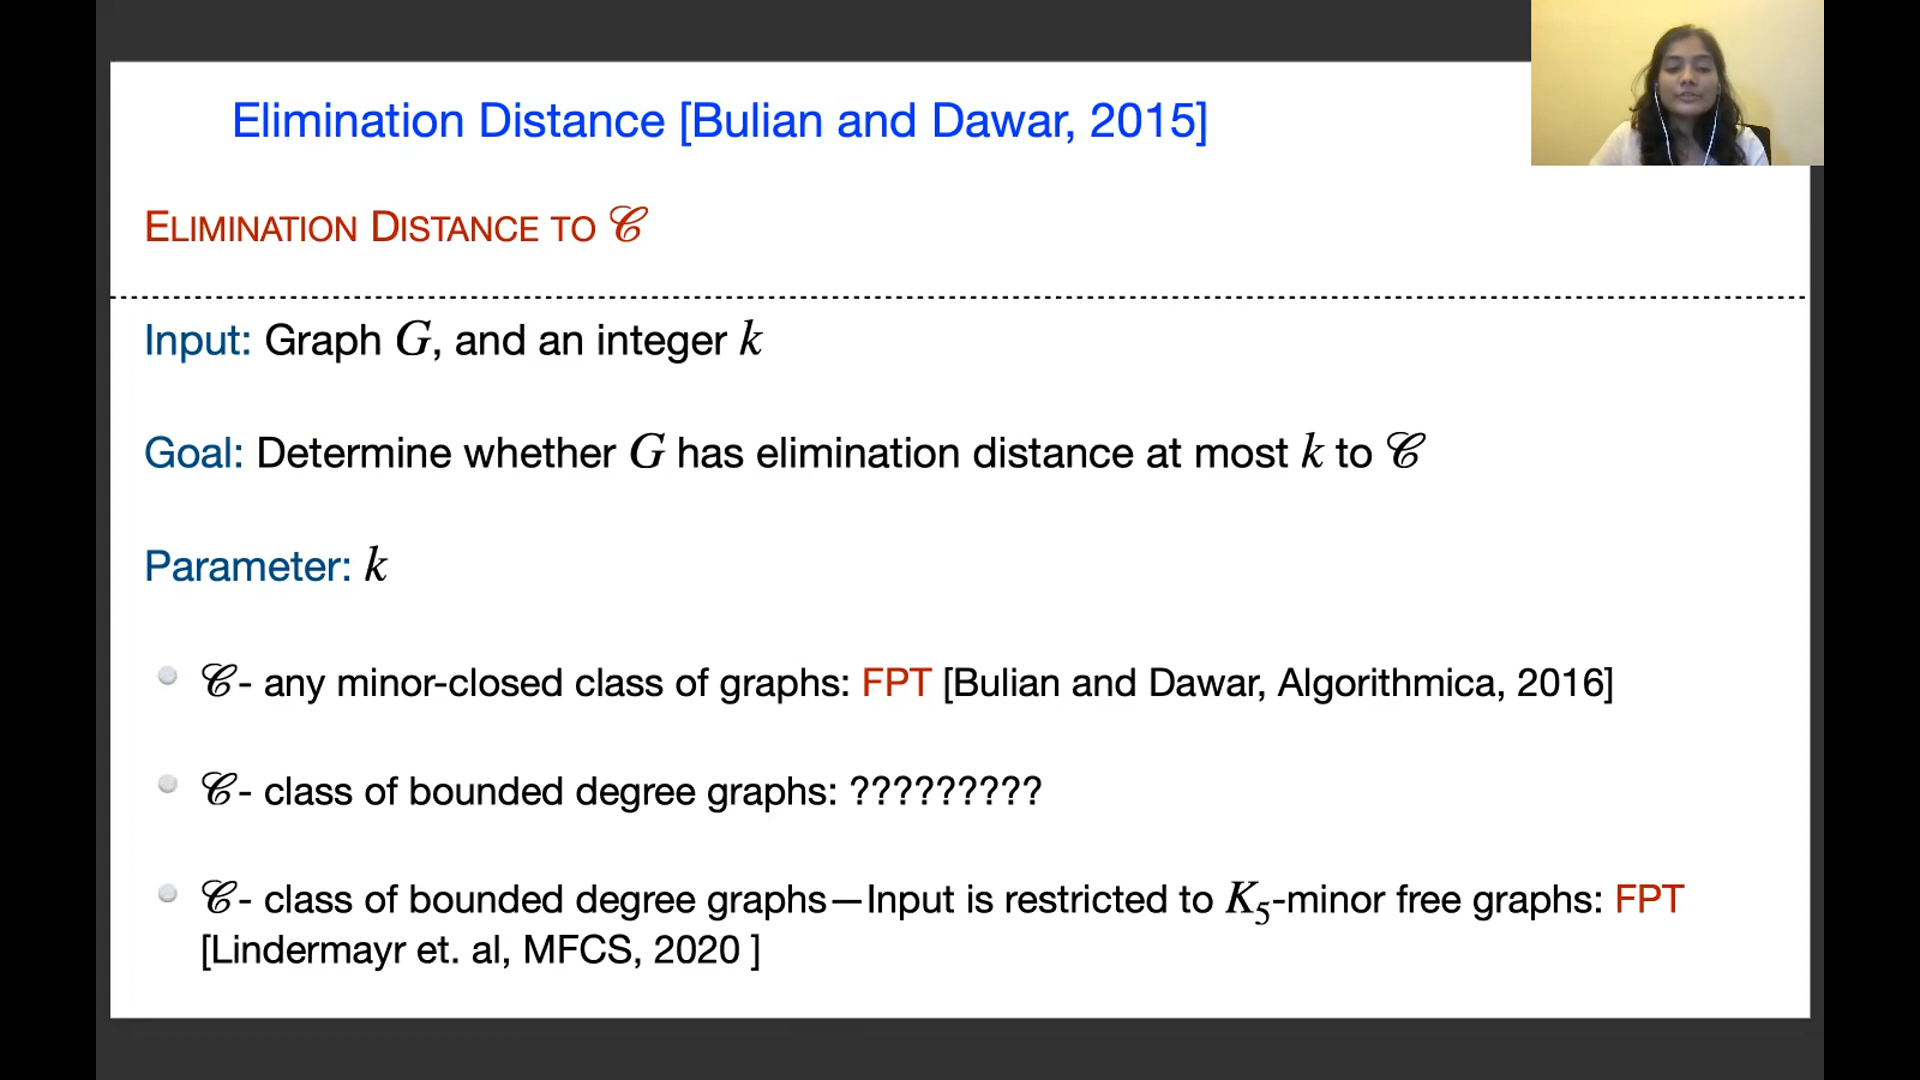 Elimination Distance [Bulian and Dawar, 2015]
ELIMINATION DISTANCE TO 𝒞
Input: Graph G, and an integer k
Goal: Determine whether G has elimination distance at most k to 𝒞
Parameter: k
𝒞- any minor-closed class of graphs: FPT [Bulian and Dawar, Algorithmica, 2016]
𝒞- class of bounded degree graphs: ?????????
𝒞- class of bounded degree graphs—Input is restricted to K₅-minor free graphs: FPT
[Lindermayr et. al, MFCS, 2020 ]